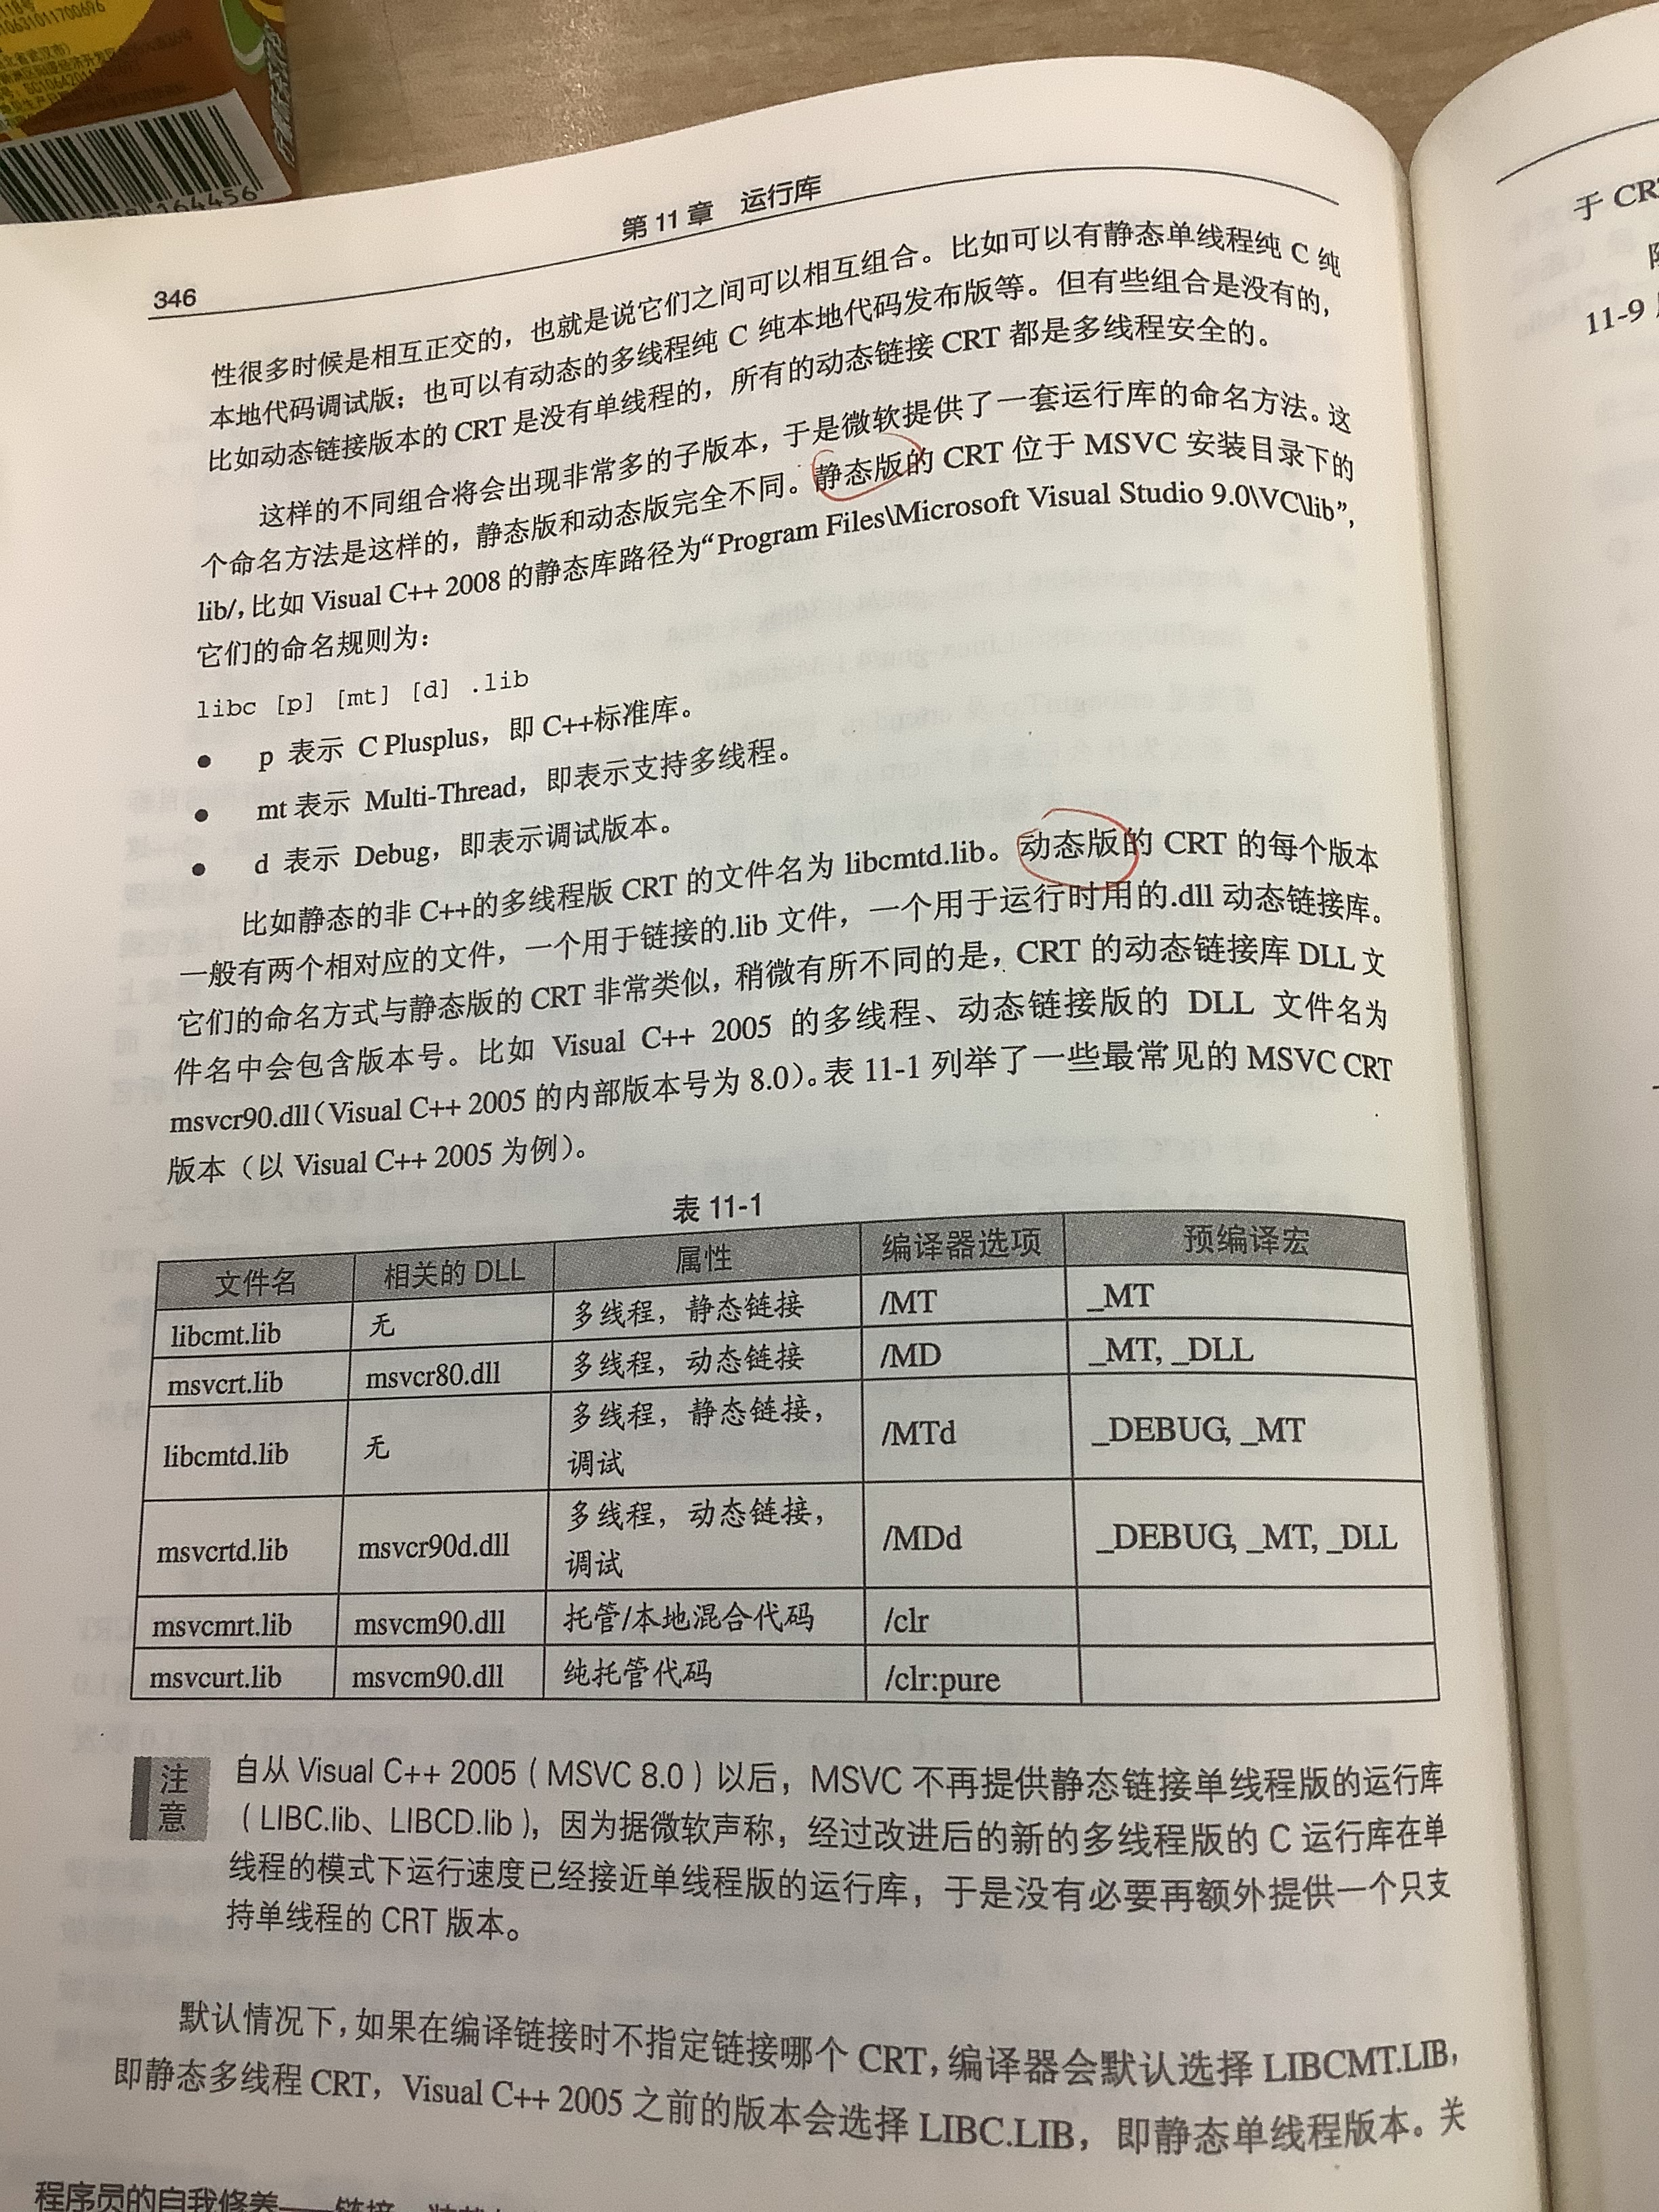 118号
10631011700696
164456
第 11 章 运行库
346
性很多时候是相互正交的，也就是说它们之间可以相互组合。比如可以有静态单线程纯 C 纯
本地代码调试版；也可以有动态的多线程纯 C 纯本地代码发布版等。但有些组合是没有的，
比如动态链接版本的 CRT 是没有单线程的，所有的动态链接 CRT 都是多线程安全的。
这样的不同组合将会出现非常多的子版本，于是微软提供了一套运行库的命名方法。这
个命名方法是这样的，静态版和动态版完全不同。静态版的 CRT 位于 MSVC 安装目录下的
lib/，比如 Visual C++ 2008 的静态库路径为“Program Files\Microsoft Visual Studio 9.0\VC\lib”，
它们的命名规则为：
libc [p] [mt] [d] .lib
● p 表示 C Plusplus，即 C++标准库。
● mt 表示 Multi-Thread，即表示支持多线程。
● d 表示 Debug，即表示调试版本。
比如静态的非 C++的多线程版 CRT 的文件名为 libcmtd.lib。动态版的 CRT 的每个版本
一般有两个相对应的文件，一个用于链接的.lib 文件，一个用于运行时用的.dll 动态链接库。
它们的命名方式与静态版的 CRT 非常类似，稍微有所不同的是，CRT 的动态链接库 DLL 文
件名中会包含版本号。比如 Visual C++ 2005 的多线程、动态链接版的 DLL 文件名为
msvcr90.dll（Visual C++ 2005 的内部版本号为 8.0）。表 11-1 列举了一些最常见的 MSVC CRT
版本（以 Visual C++ 2005 为例）。
表 11-1
文件名 相关的 DLL 属性 编译器选项 预编译宏
libcmt.lib 无 多线程，静态链接 /MT _MT
msvcrt.lib msvcr80.dll 多线程，动态链接 /MD _MT, _DLL
libcmtd.lib 无 多线程，静态链接， /MTd _DEBUG, _MT
调试
msvcrtd.lib msvcr90d.dll 多线程，动态链接， /MDd _DEBUG, _MT, _DLL
调试
msvcmrt.lib msvcm90.dll 托管/本地混合代码 /clr
msvcurt.lib msvcm90.dll 纯托管代码 /clr:pure
注意
自从 Visual C++ 2005（MSVC 8.0）以后，MSVC 不再提供静态链接单线程版的运行库
（LIBC.lib、LIBCD.lib），因为据微软声称，经过改进后的新的多线程版的 C 运行库在单
线程的模式下运行速度已经接近单线程版的运行库，于是没有必要再额外提供一个只支
持单线程的 CRT 版本。
默认情况下，如果在编译链接时不指定链接哪个 CRT，编译器会默认选择 LIBCMT.LIB，
即静态多线程 CRT，Visual C++ 2005 之前的版本会选择 LIBC.LIB，即静态单线程版本。关
程序员的自我修养——链接、装载
于 CR
11-9